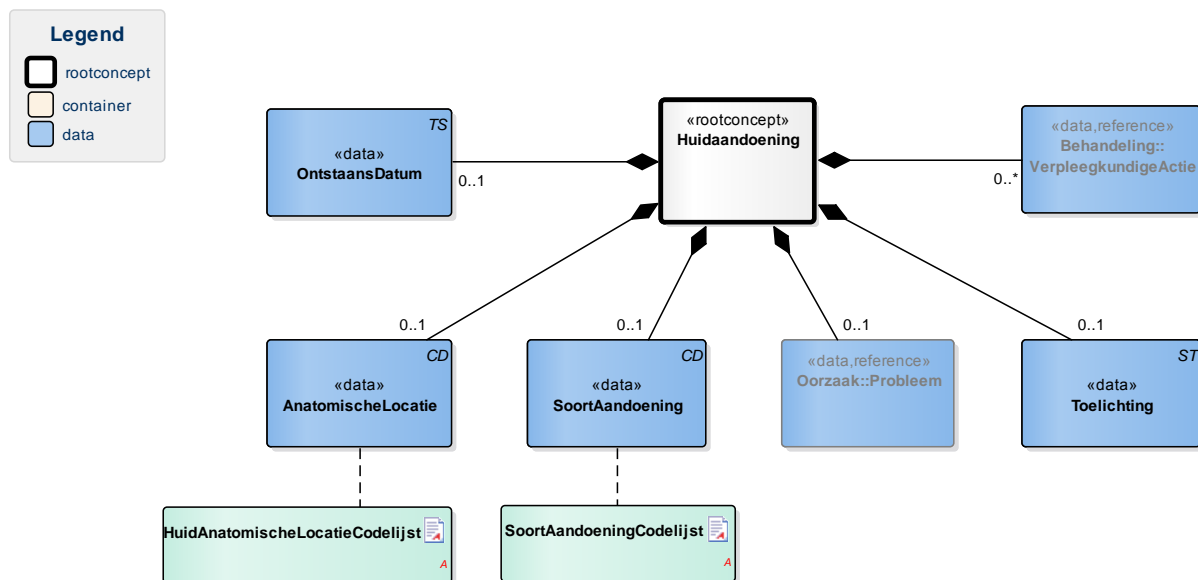 Legend
rootconcept
container
data
TS
«data»
OntstaansDatum
0..1
«rootconcept»
Huidaandoening
«data,reference»
Behandeling::
VerpleegkundigeActie
0..*
0..1
0..1
0..1
0..1
CD
«data»
AnatomischeLocatie
CD
«data»
SoortAandoening
«data,reference»
Oorzaak::Probleem
ST
«data»
Toelichting
HuidAnatomischeLocatieCodelijst
A
SoortAandoeningCodelijst
A